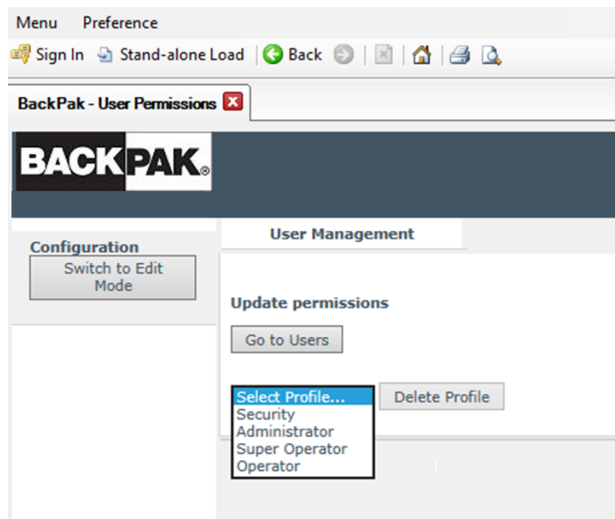 Menu Preference
Sign In Stand-alone Load Back
BackPak - User Permissions
BACKPAK®
Configuration
Switch to Edit
Mode
User Management
Update permissions
Go to Users
Select Profile... Delete Profile
Security
Administrator
Super Operator
Operator